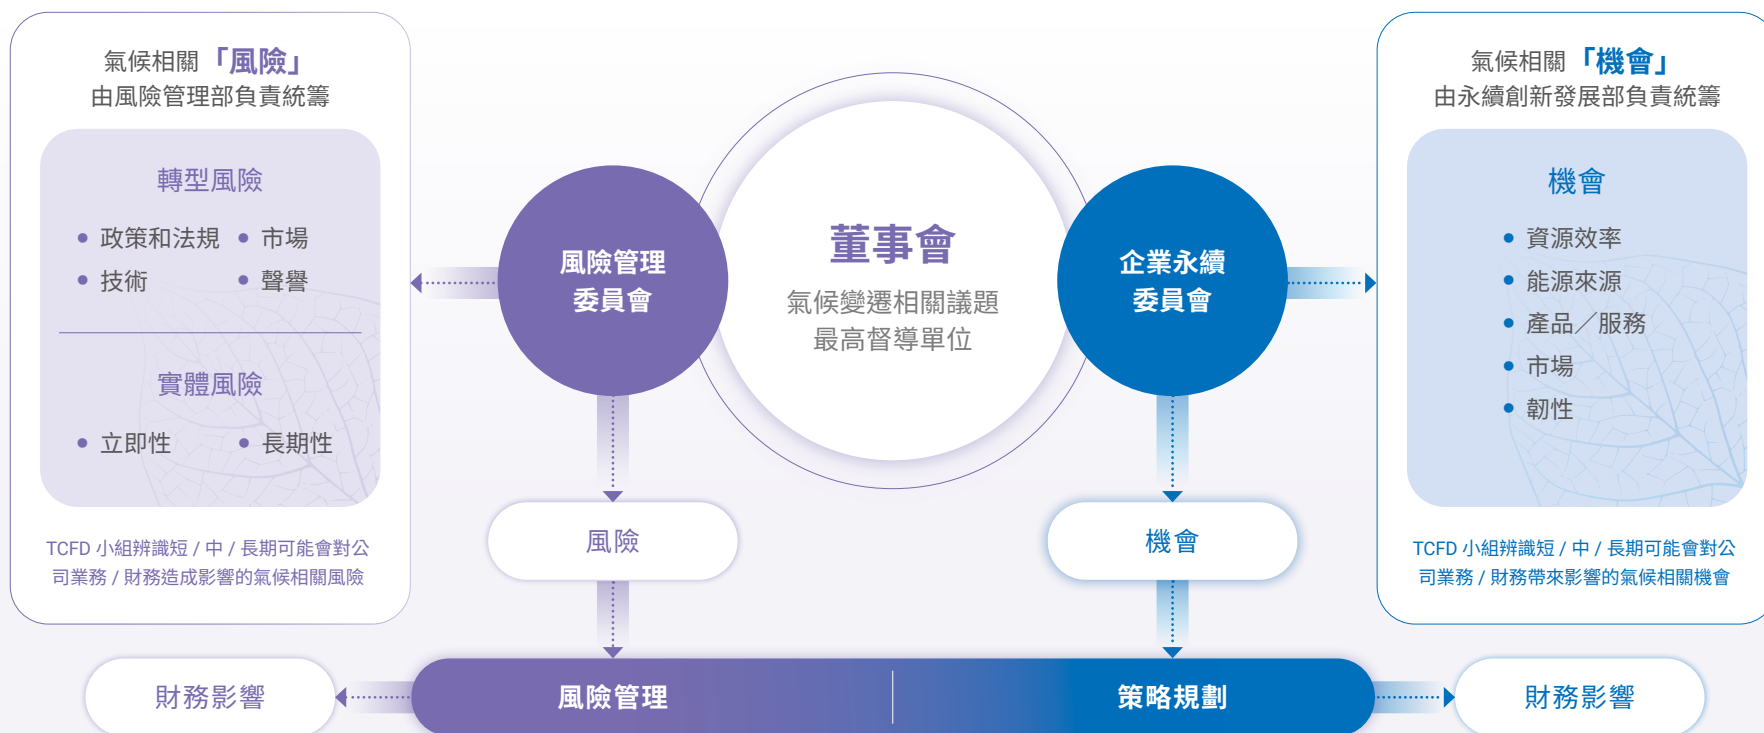 氣候相關「風險」
由風險管理部負責統籌
轉型風險
政策和法規
市場
技術
聲譽
實體風險
立即性
長期性
TCFD 小組辨識短 / 中 / 長期可能會對公
司業務 / 財務造成影響的氣候相關風險
風險管理
委員會
董事會
氣候變遷相關議題
最高督導單位
企業永續
委員會
氣候相關「機會」
由永續創新發展部負責統籌
機會
資源效率
能源來源
產品／服務
市場
韌性
TCFD 小組辨識短 / 中 / 長期可能會對公
司業務 / 財務帶來影響的氣候相關機會
風險
機會
財務影響
風險管理
策略規劃
財務影響